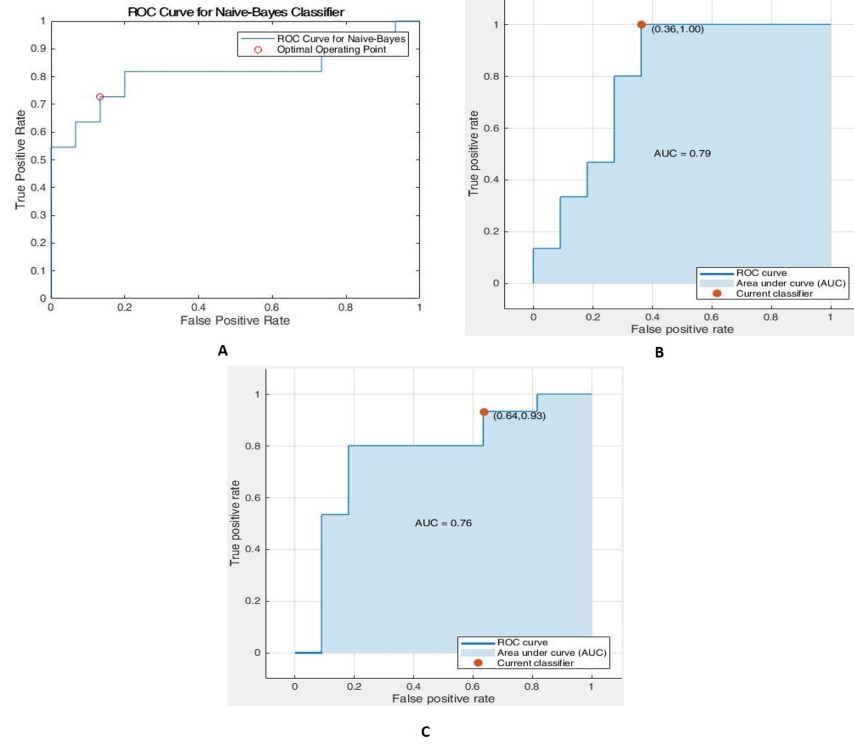 ROC Curve for Naive-Bayes Classifier
1
0.9
0.8
0.7
0.6
0.5
0.4
0.3
0.2
0.1
0
True Positive Rate
ROC Curve for Naive-Bayes
Optimal Operating Point
0 0.2 0.4 0.6 0.8 1
False Positive Rate
A
1
0.8
0.6
0.4
0.2
0
True positive rate
(0.36,1.00)
AUC = 0.79
ROC curve
Area under curve (AUC)
Current classifier
0 0.2 0.4 0.6 0.8 1
False positive rate
B
1
0.8
0.6
0.4
0.2
0
True positive rate
(0.64,0.93)
AUC = 0.76
ROC curve
Area under curve (AUC)
Current classifier
0 0.2 0.4 0.6 0.8 1
False positive rate
C